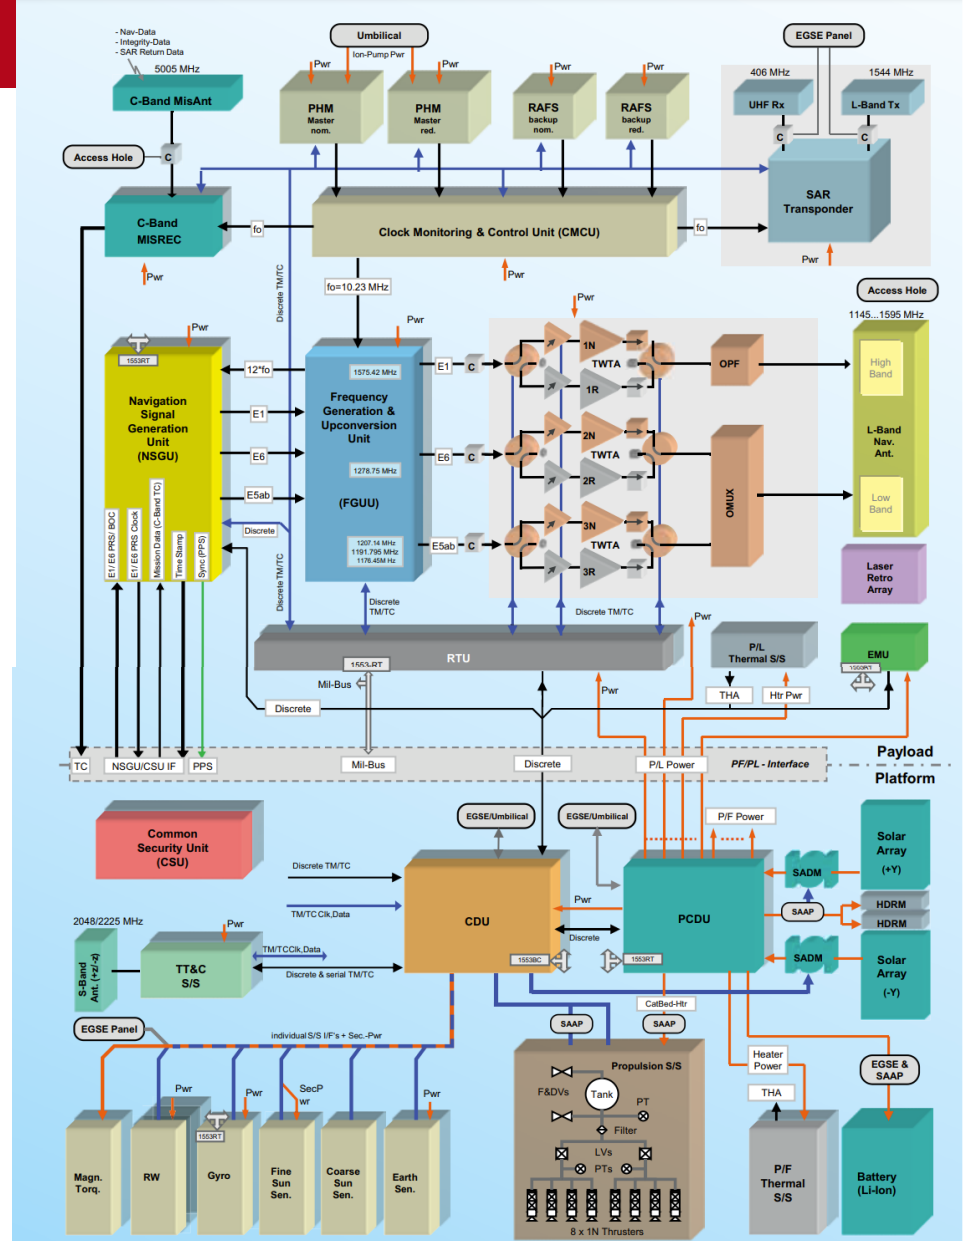 - Nav-Data
- Integrity-Data
- SAR Return Data
5005 MHz
C-Band MisAnt
Umbilical
Ion-Pump Pwr
Pwr
Pwr
Pwr
Pwr
PHM
Master
nom.
PHM
Master
red.
RAFS
backup
nom.
RAFS
backup
red.
EGSE Panel
406 MHz
1544 MHz
UHF Rx
L-Band Tx
C
C
Access Hole
C
SAR
Transponder
Pwr
C-Band
MISREC
Pwr
fo
Clock Monitoring & Control Unit (CMCU)
fo
Pwr
Discrete TM/TC
fo=10.23 MHz
Access Hole
1145...1595 MHz
Pwr
1553RT
Navigation
Signal
Generation
Unit
(NSGU)
12*fo
E1
E6
E5ab
Discrete
Pwr
1575.42 MHz
Frequency
Generation &
Upconversion
Unit
1278.75 MHz
(FGUU)
1207.14 MHz
1191.795 MHz
1176.45M Hz
E1
C
E6
C
E5ab
C
Pwr
1N
TWTA
1R
2N
TWTA
2R
3N
TWTA
3R
OPF
OMUX
High
Band
L-Band
Nav.
Ant.
Low
Band
E1/ E6 PRS/ BOC
E1/ E6 PRS Clock
Mission Data (C-Band TC)
Time Stamp
Sync (PPS)
Discrete TM/TC
Discrete
TM/TC
Discrete TM/TC
Laser
Retro
Array
RTU
1553-RT
Mil-Bus
Pwr
Pwr
P/L
Thermal S/S
THA
Htr Pwr
EMU
1553RT
Discrete
TC
NSGU/CSU IF
PPS
Mil-Bus
Discrete
P/L Power
PF/PL - Interface
Payload
Platform
Common
Security Unit
(CSU)
EGSE/Umbilical
EGSE/Umbilical
P/F Power
Discrete TM/TC
TM/TC Clk,Data
CDU
1553BC
Pwr
Discrete
PCDU
1553RT
SADM
SAAP
SADM
Solar
Array
(+Y)
HDRM
HDRM
Solar
Array
(-Y)
2048/2225 MHz
S-Band
Ant. (+z/-z)
Pwr
TT&C
S/S
TM/TCClk,Data
Discrete & serial TM/TC
EGSE Panel
individual S/S I/F's + Sec.-Pwr
SAAP
CatBed-Htr
SAAP
Heater
Power
EGSE &
SAAP
THA
Pwr
Pwr
SecP
wr
Pwr
1553RT
Magn.
Torq.
RW
Gyro
Fine
Sun
Sen.
Coarse
Sun
Sen.
Earth
Sen.
Propulsion S/S
F&DVs
Tank
PT
Filter
LVs
PTs
8 x 1N Thrusters
P/F
Thermal
S/S
Battery
(Li-Ion)